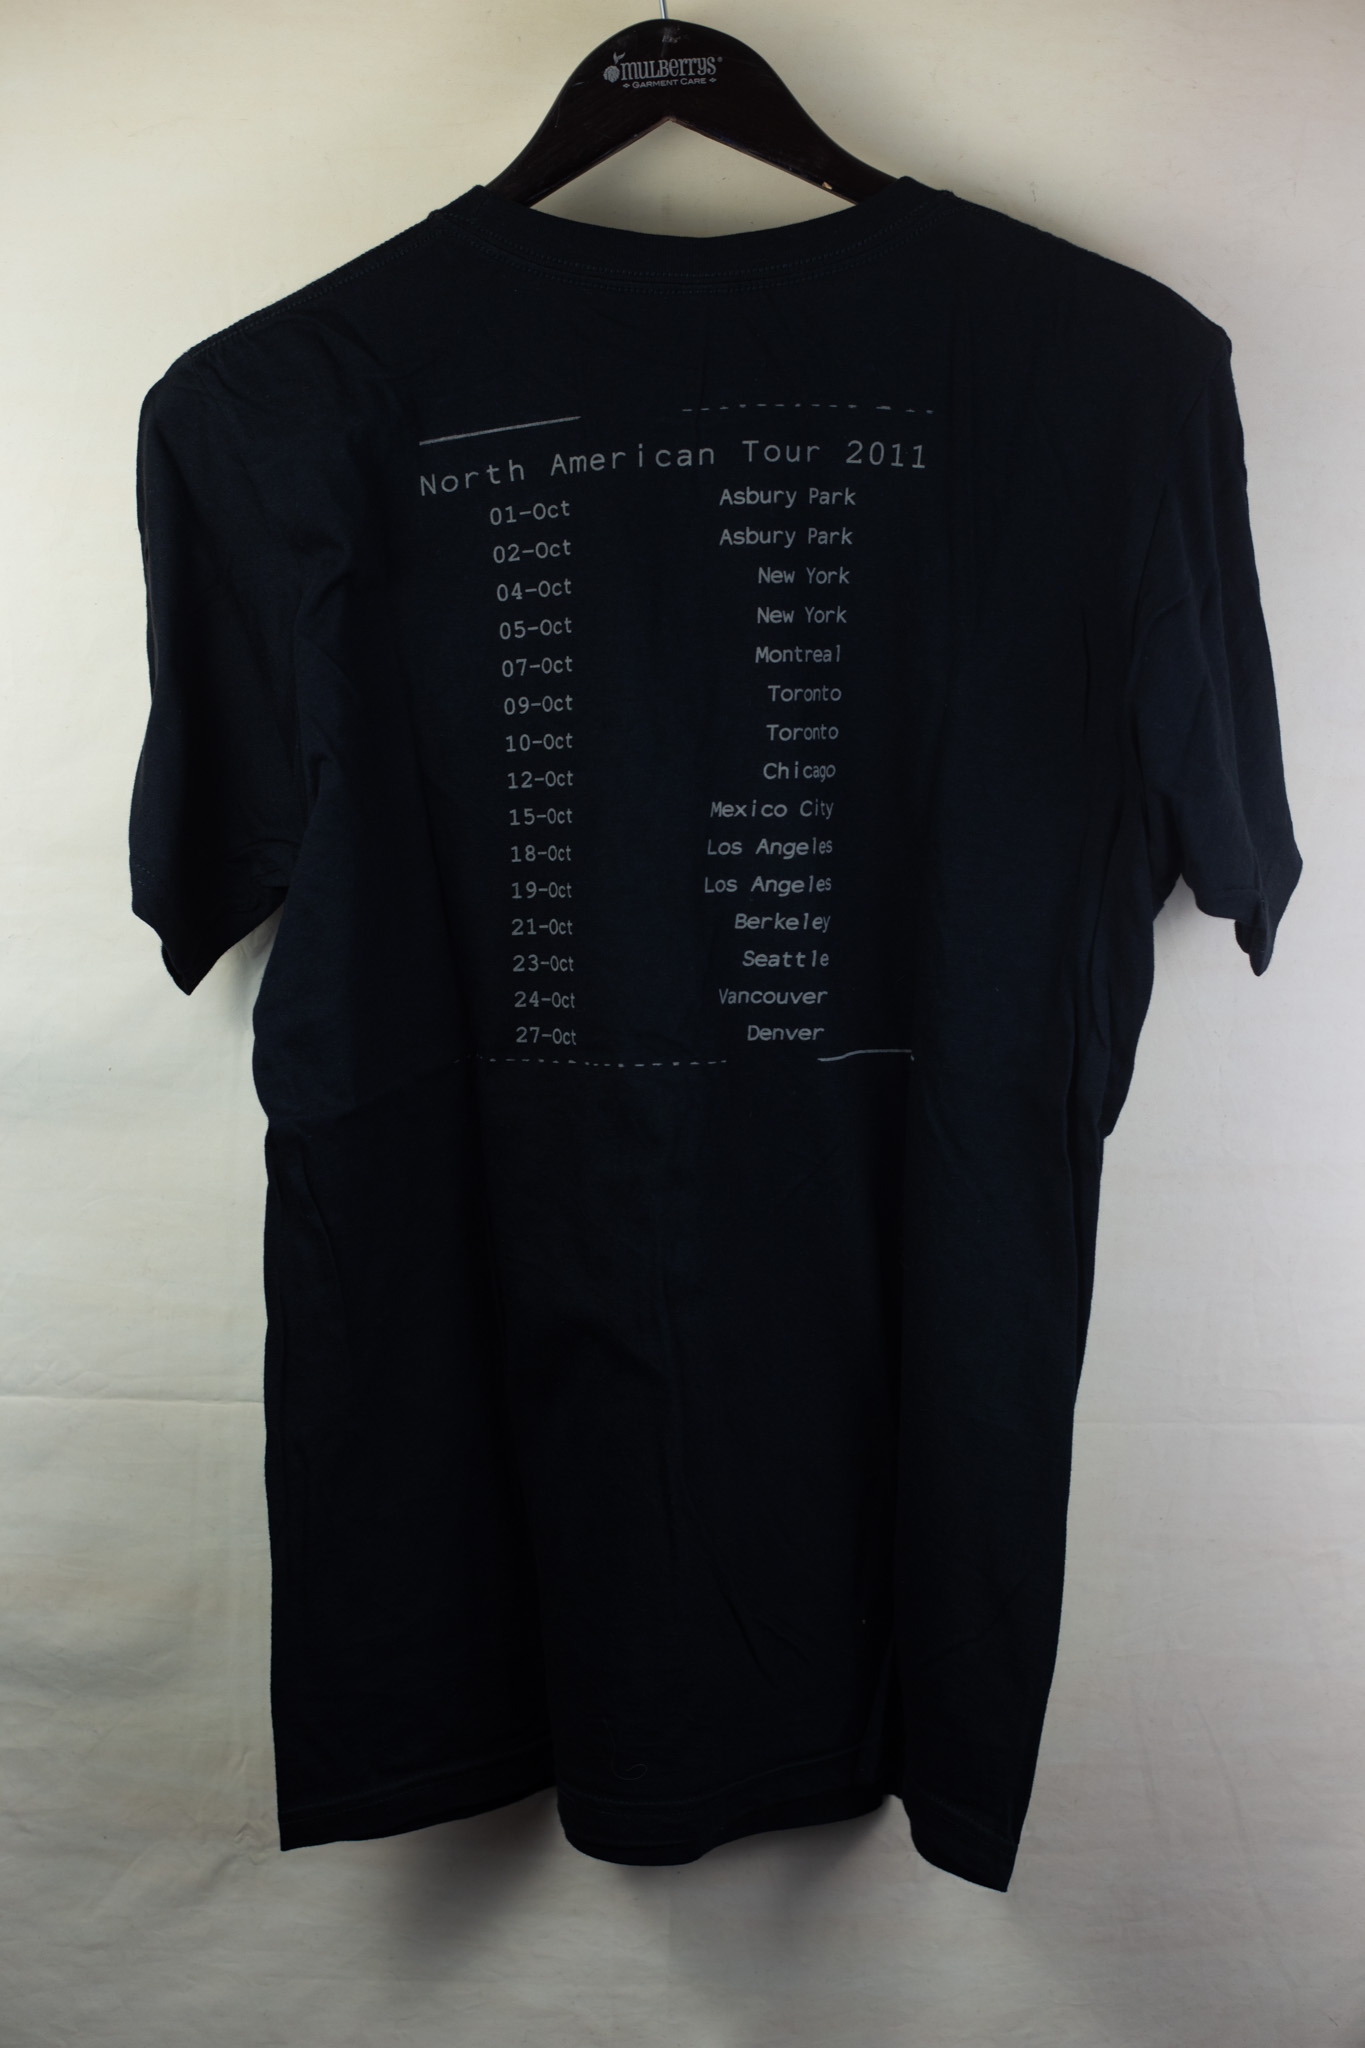 mulberrys®
GARMENT CARE
North American Tour 2011
01-Oct Asbury Park
02-Oct Asbury Park
04-Oct New York
05-Oct New York
07-Oct Montreal
09-Oct Toronto
10-Oct Toronto
12-Oct Chicago
15-Oct Mexico City
18-Oct Los Angeles
19-Oct Los Angeles
21-Oct Berkeley
23-Oct Seattle
24-Oct Vancouver
27-Oct Denver